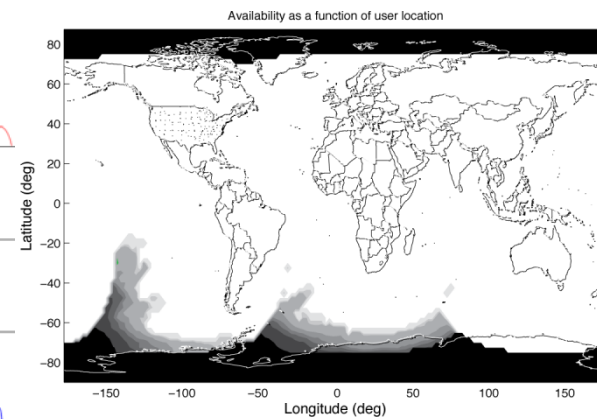 Availability as a function of user location
80
60
40
20
0
−20
−40
−60
−80
Latitude (deg)
−150 −100 −50 0 50 100 150
Longitude (deg)